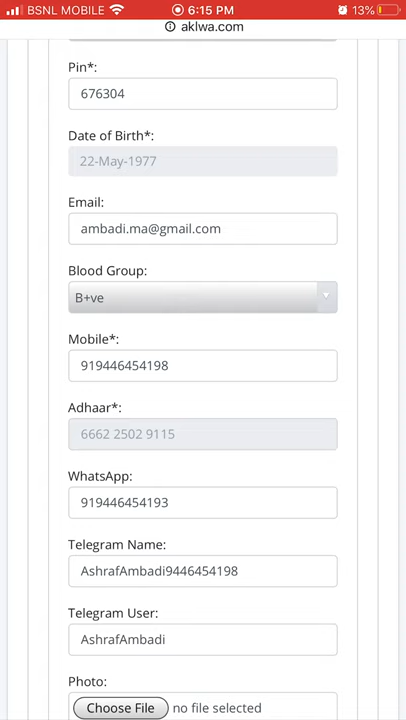 BSNL MOBILE 6:15 PM 13%
aklwa.com
Pin*:
676304
Date of Birth*:
22-May-1977
Email:
ambadi.ma@gmail.com
Blood Group:
B+ve
Mobile*:
919446454198
Adhaar*:
6662 2502 9115
WhatsApp:
919446454193
Telegram Name:
AshrafAmbadi9446454198
Telegram User:
AshrafAmbadi
Photo:
Choose File no file selected